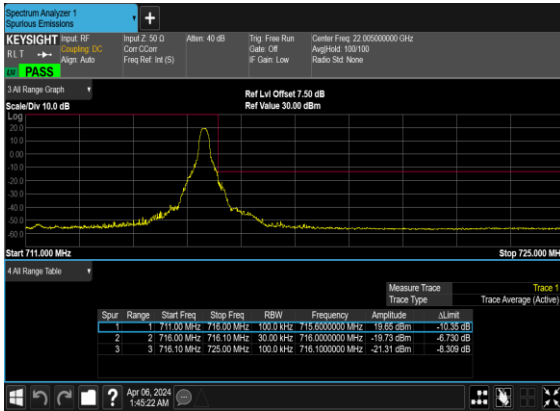 Spectrum Analyzer 1
Spurious Emissions
KEYSIGHT
RLT
Input: RF
Coupling: DC
Align: Auto
Input Z: 50 Ω
Corr CCorr
Freq Ref: Int (S)
Atten: 40 dB
Trig: Free Run
Gate: Off
IF Gain: Low
Center Freq: 22.005000000 GHz
Avg|Hold: 100/100
Radio Std: None
PASS
3 All Range Graph
Scale/Div 10.0 dB
Ref Lvl Offset 7.50 dB
Ref Value 30.00 dBm
Log
20.0
10.0
0.00
-10.0
-20.0
-30.0
-40.0
-50.0
-60.0
Start 711.000 MHz
Stop 725.000 MH
4 All Range Table
Measure Trace Trace 1
Trace Type Trace Average (Active)
Spur Range Start Freq Stop Freq RBW Frequency Amplitude ΔLimit
1 1 711.00 MHz 716.00 MHz 100.0 kHz 715.6000000 MHz 19.65 dBm -10.35 dB
2 2 716.00 MHz 716.10 MHz 30.00 kHz 716.0000000 MHz -19.73 dBm -6.730 dB
3 3 716.10 MHz 725.00 MHz 100.0 kHz 716.1000000 MHz -21.31 dBm -8.309 dB
Apr 06, 2024
1:45:22 AM